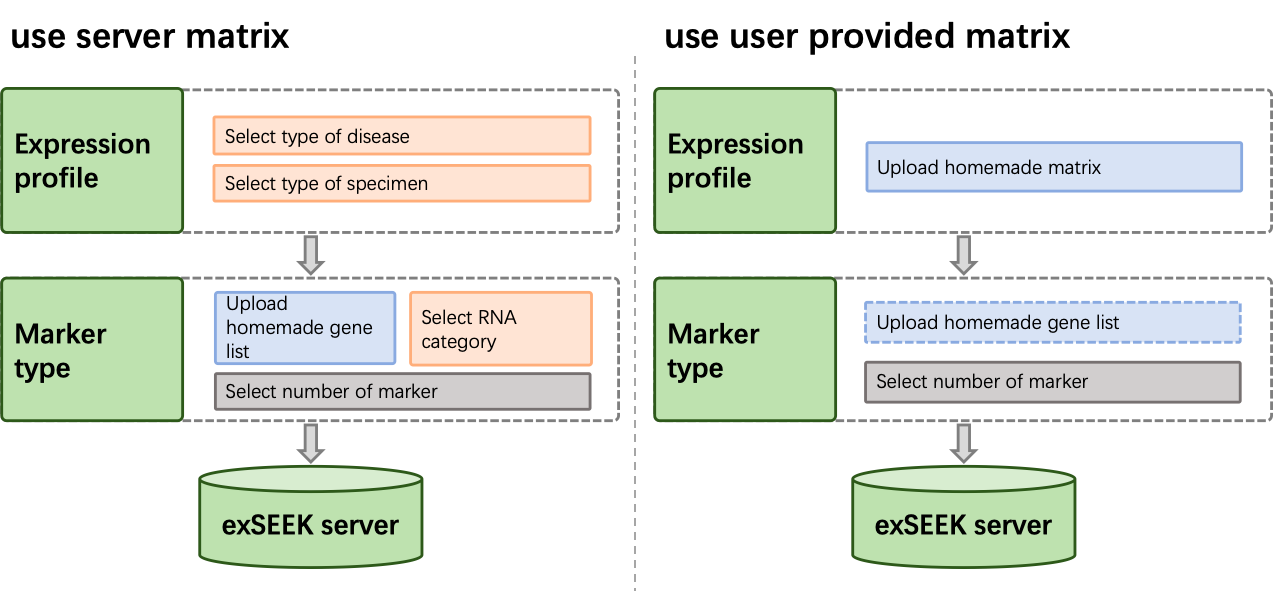 use server matrix
Expression
profile
Select type of disease
Select type of specimen
Marker
type
Upload
homemade gene
list
Select RNA
category
Select number of marker
exSEEK server
use user provided matrix
Expression
profile
Upload homemade matrix
Marker
type
Upload homemade gene list
Select number of marker
exSEEK server